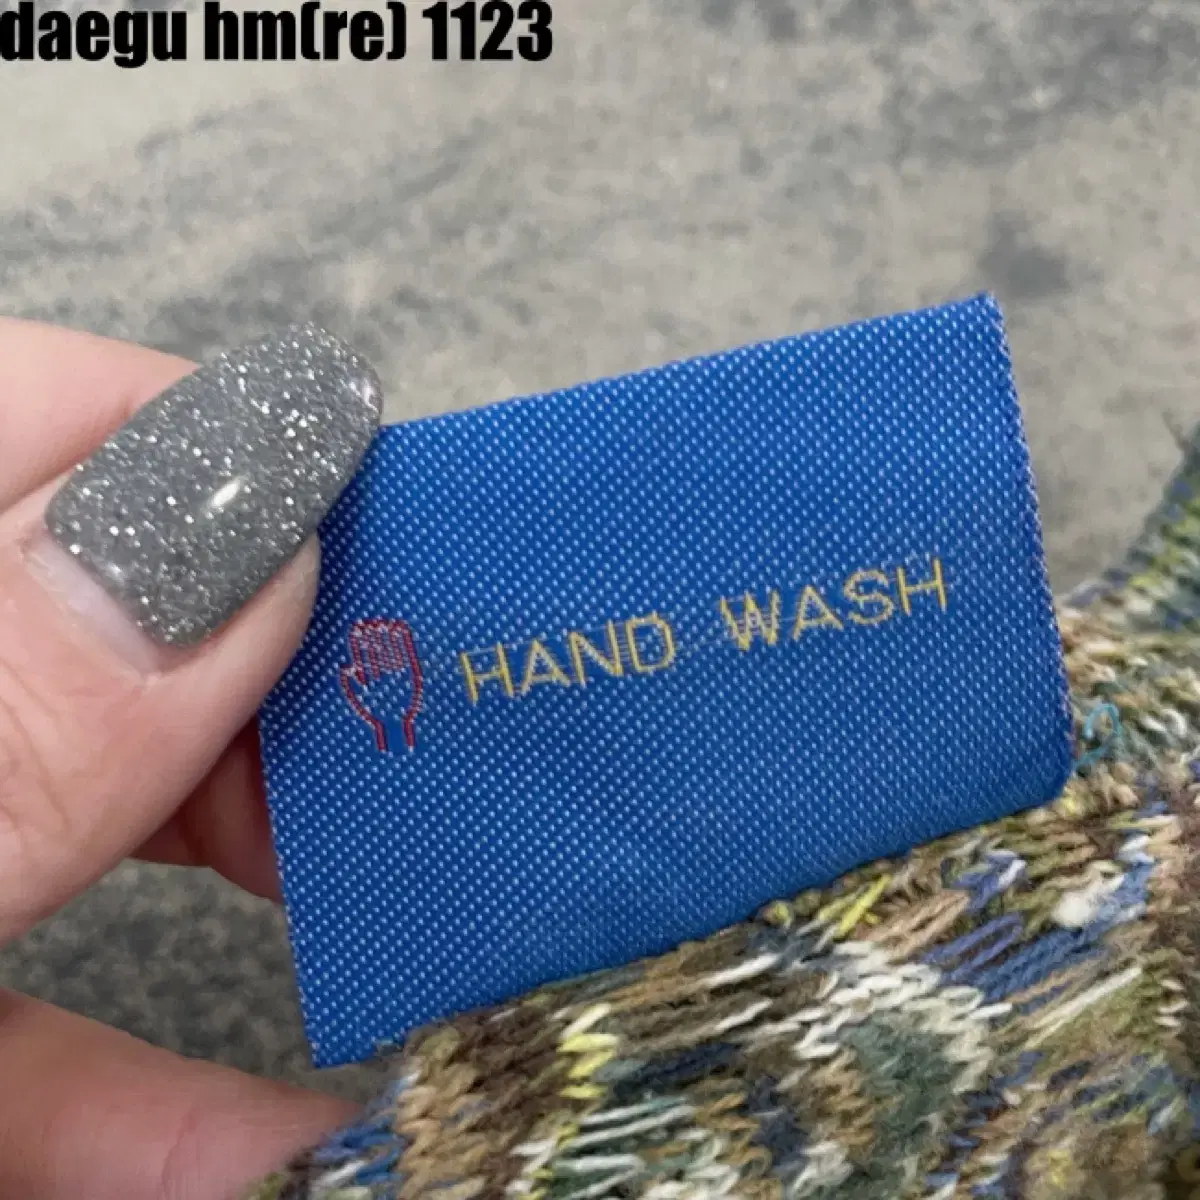 daegu hm(re) 1123
HAND WASH